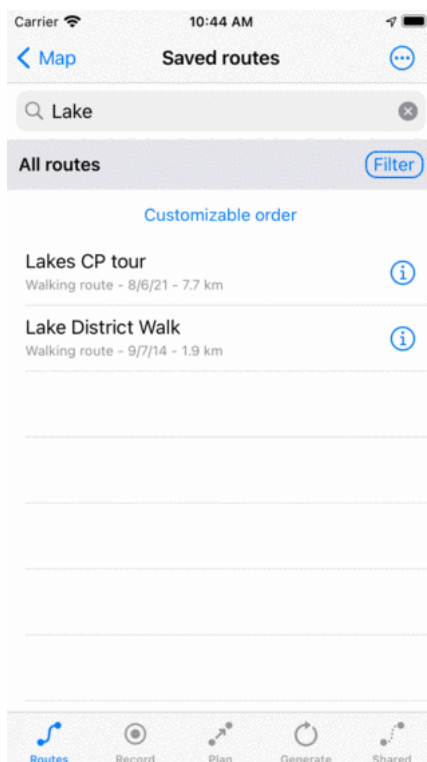 Carrier 10:44 AM
Map Saved routes
Lake
All routes Filter
Customizable order
Lakes CP tour
Walking route - 8/6/21 - 7.7 km
Lake District Walk
Walking route - 9/7/14 - 1.9 km
Routes Record Plan Generate Shared